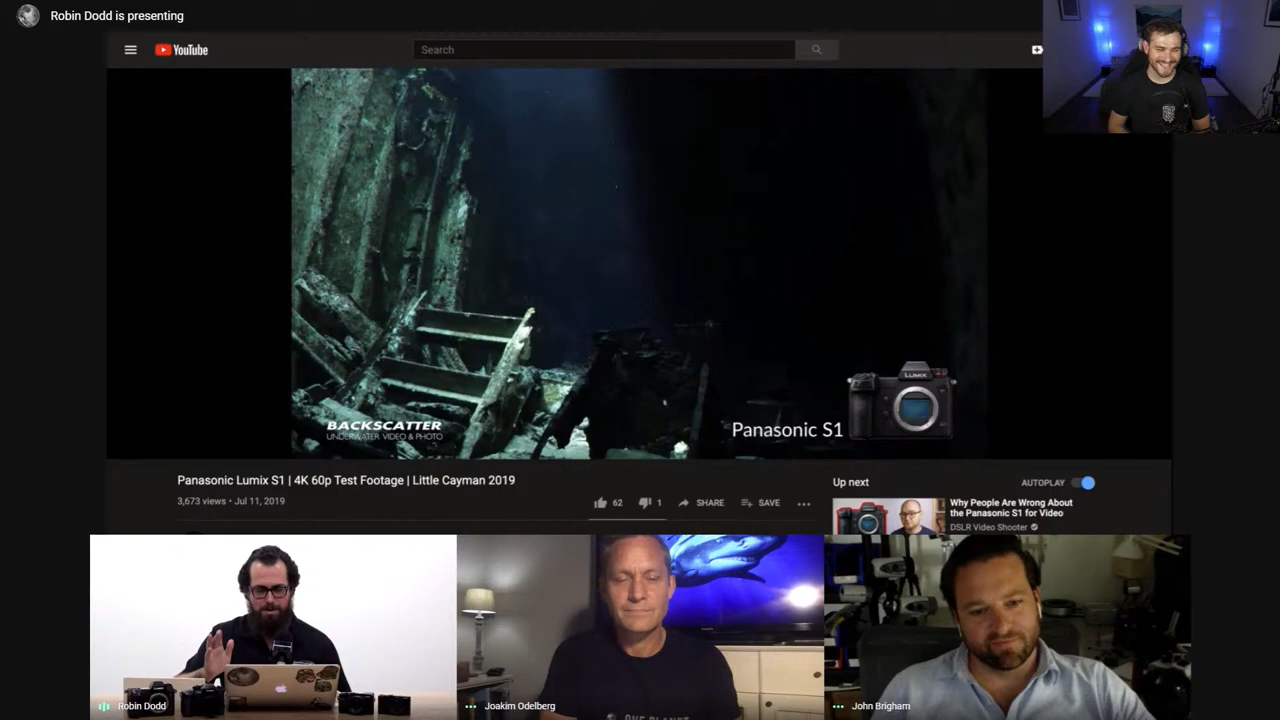 Robin Dodd is presenting
YouTube
Search
LUMIX
BACKSCATTER
UNDERWATER VIDEO & PHOTO
Panasonic S1
Panasonic Lumix S1 | 4K 60p Test Footage | Little Cayman 2019
3,673 views • Jul 11, 2019
62
1
SHARE
SAVE
Up next
AUTOPLAY
Why People Are Wrong About
the Panasonic S1 for Video
DSLR Video Shooter
Robin Dodd
Joakim Odelberg
John Brigham